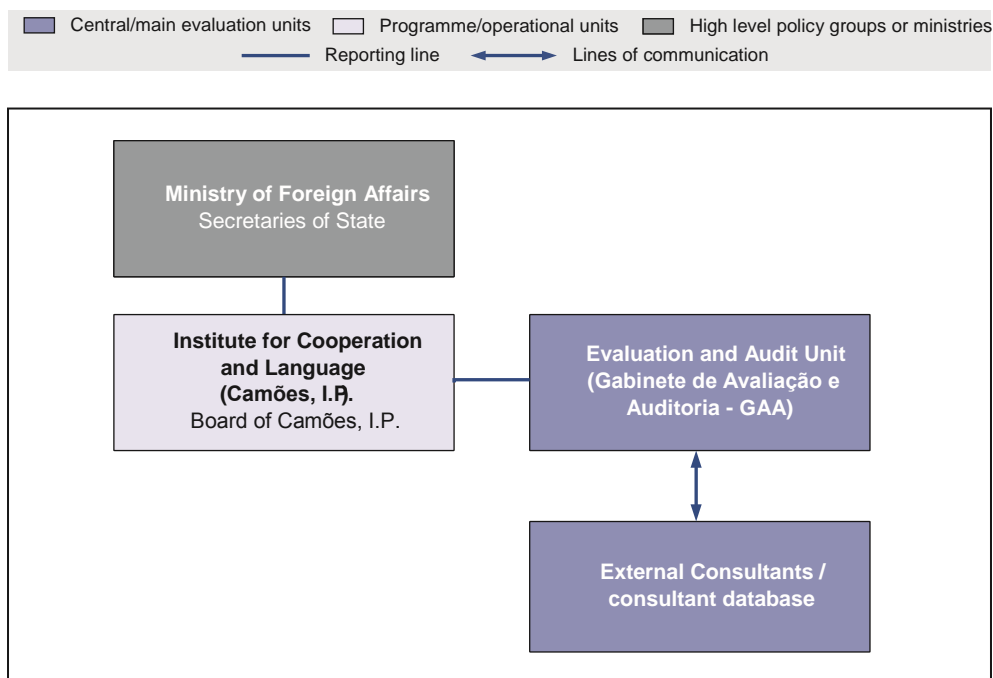 Central/main evaluation units Programme/operational units High level policy groups or ministries
Reporting line Lines of communication
Ministry of Foreign Affairs
Secretaries of State
Institute for Cooperation
and Language
(Camões, I.P).
Board of Camões, I.P.
Evaluation and Audit Unit
(Gabinete de Avaliação e
Auditoria - GAA)
External Consultants /
consultant database